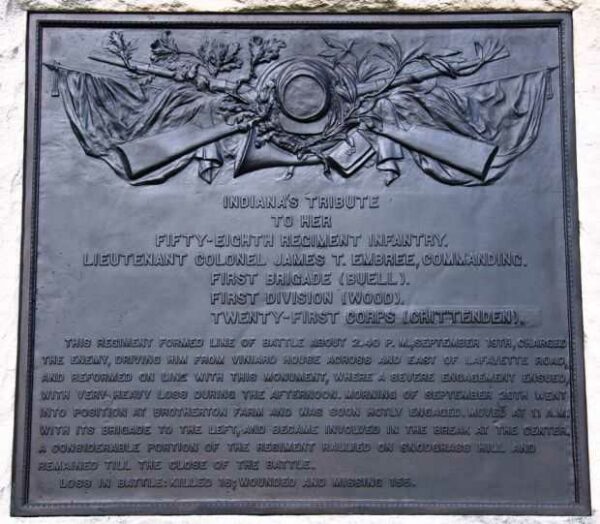 INDIANA'S TRIBUTE
TO HER
FIFTY-EIGHTH REGIMENT INFANTRY.
LIEUTENANT COLONEL JAMES T. EMBREE, COMMANDING.
FIRST BRIGADE (BUELL).
FIRST DIVISION (WOOD).
TWENTY-FIRST CORPS (CRITTENDEN).
THIS REGIMENT FORMED LINE OF BATTLE ABOUT 2.40 P.M., SEPTEMBER 19TH, CHARGED
THE ENEMY, DRIVING HIM FROM VINIARD HOUSE ACROSS AND EAST OF LAFAYETTE ROAD,
AND REFORMED ON LINE WITH THIS MONUMENT, WHERE A SEVERE ENGAGEMENT ENSUED,
WITH VERY HEAVY LOSS DURING THE AFTERNOON. MORNING OF SEPTEMBER 20TH WENT
INTO POSITION AT BROTHERTON FARM AND WAS SOON HOTLY ENGAGED. MOVED AT 11 A.M.
WITH ITS BRIGADE TO THE LEFT, AND BECAME INVOLVED IN THE BREAK AT THE CENTER.
A CONSIDERABLE PORTION OF THE REGIMENT RALLIED ON SNODGRASS HILL AND
REMAINED TILL THE CLOSE OF THE BATTLE.
LOSS IN BATTLE: KILLED 16; WOUNDED AND MISSING 155.